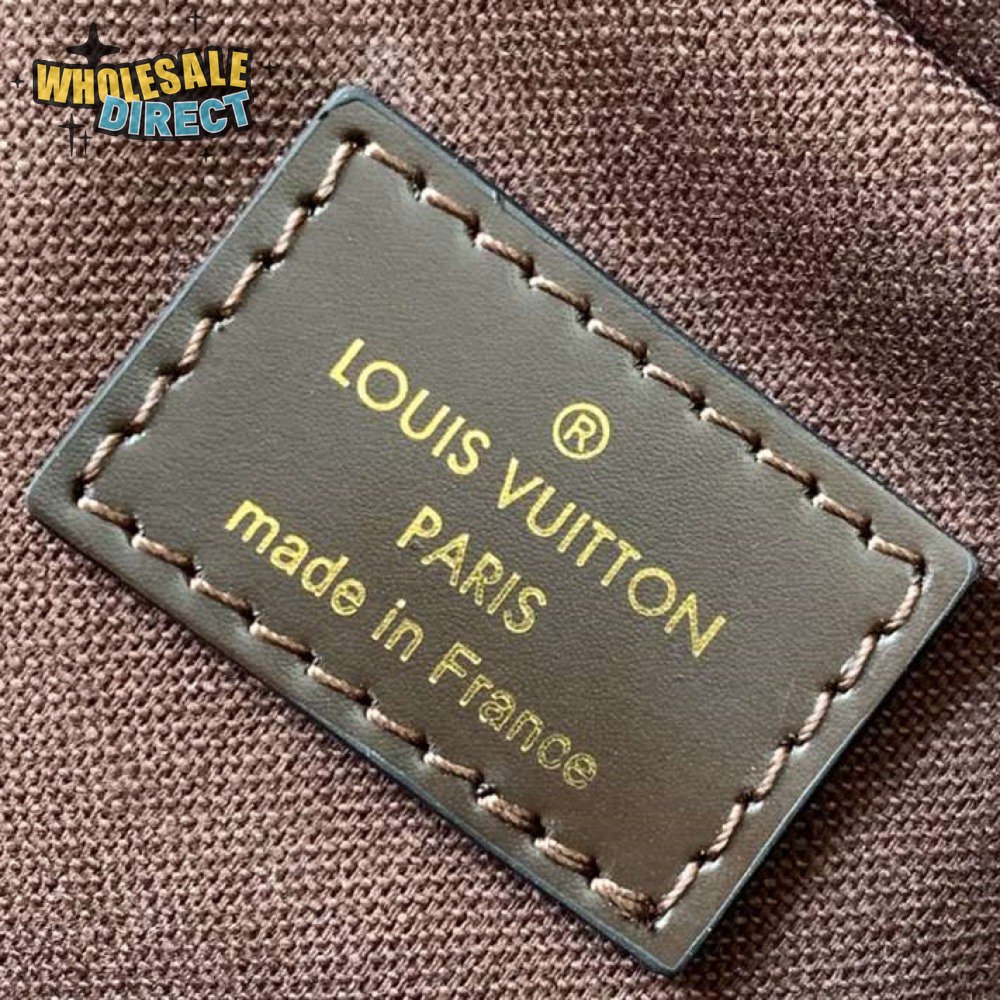 WHOLESALE
DIRECT
®
LOUIS VUITTON
PARIS
made in France